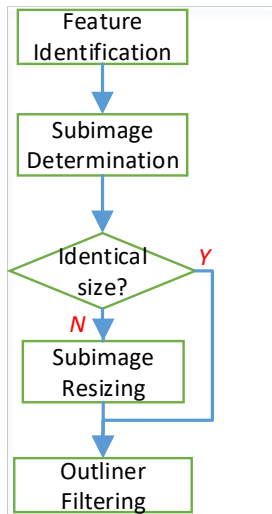 Feature
Identification
Subimage
Determination
Identical
size?
Y
N
Subimage
Resizing
Outliner
Filtering